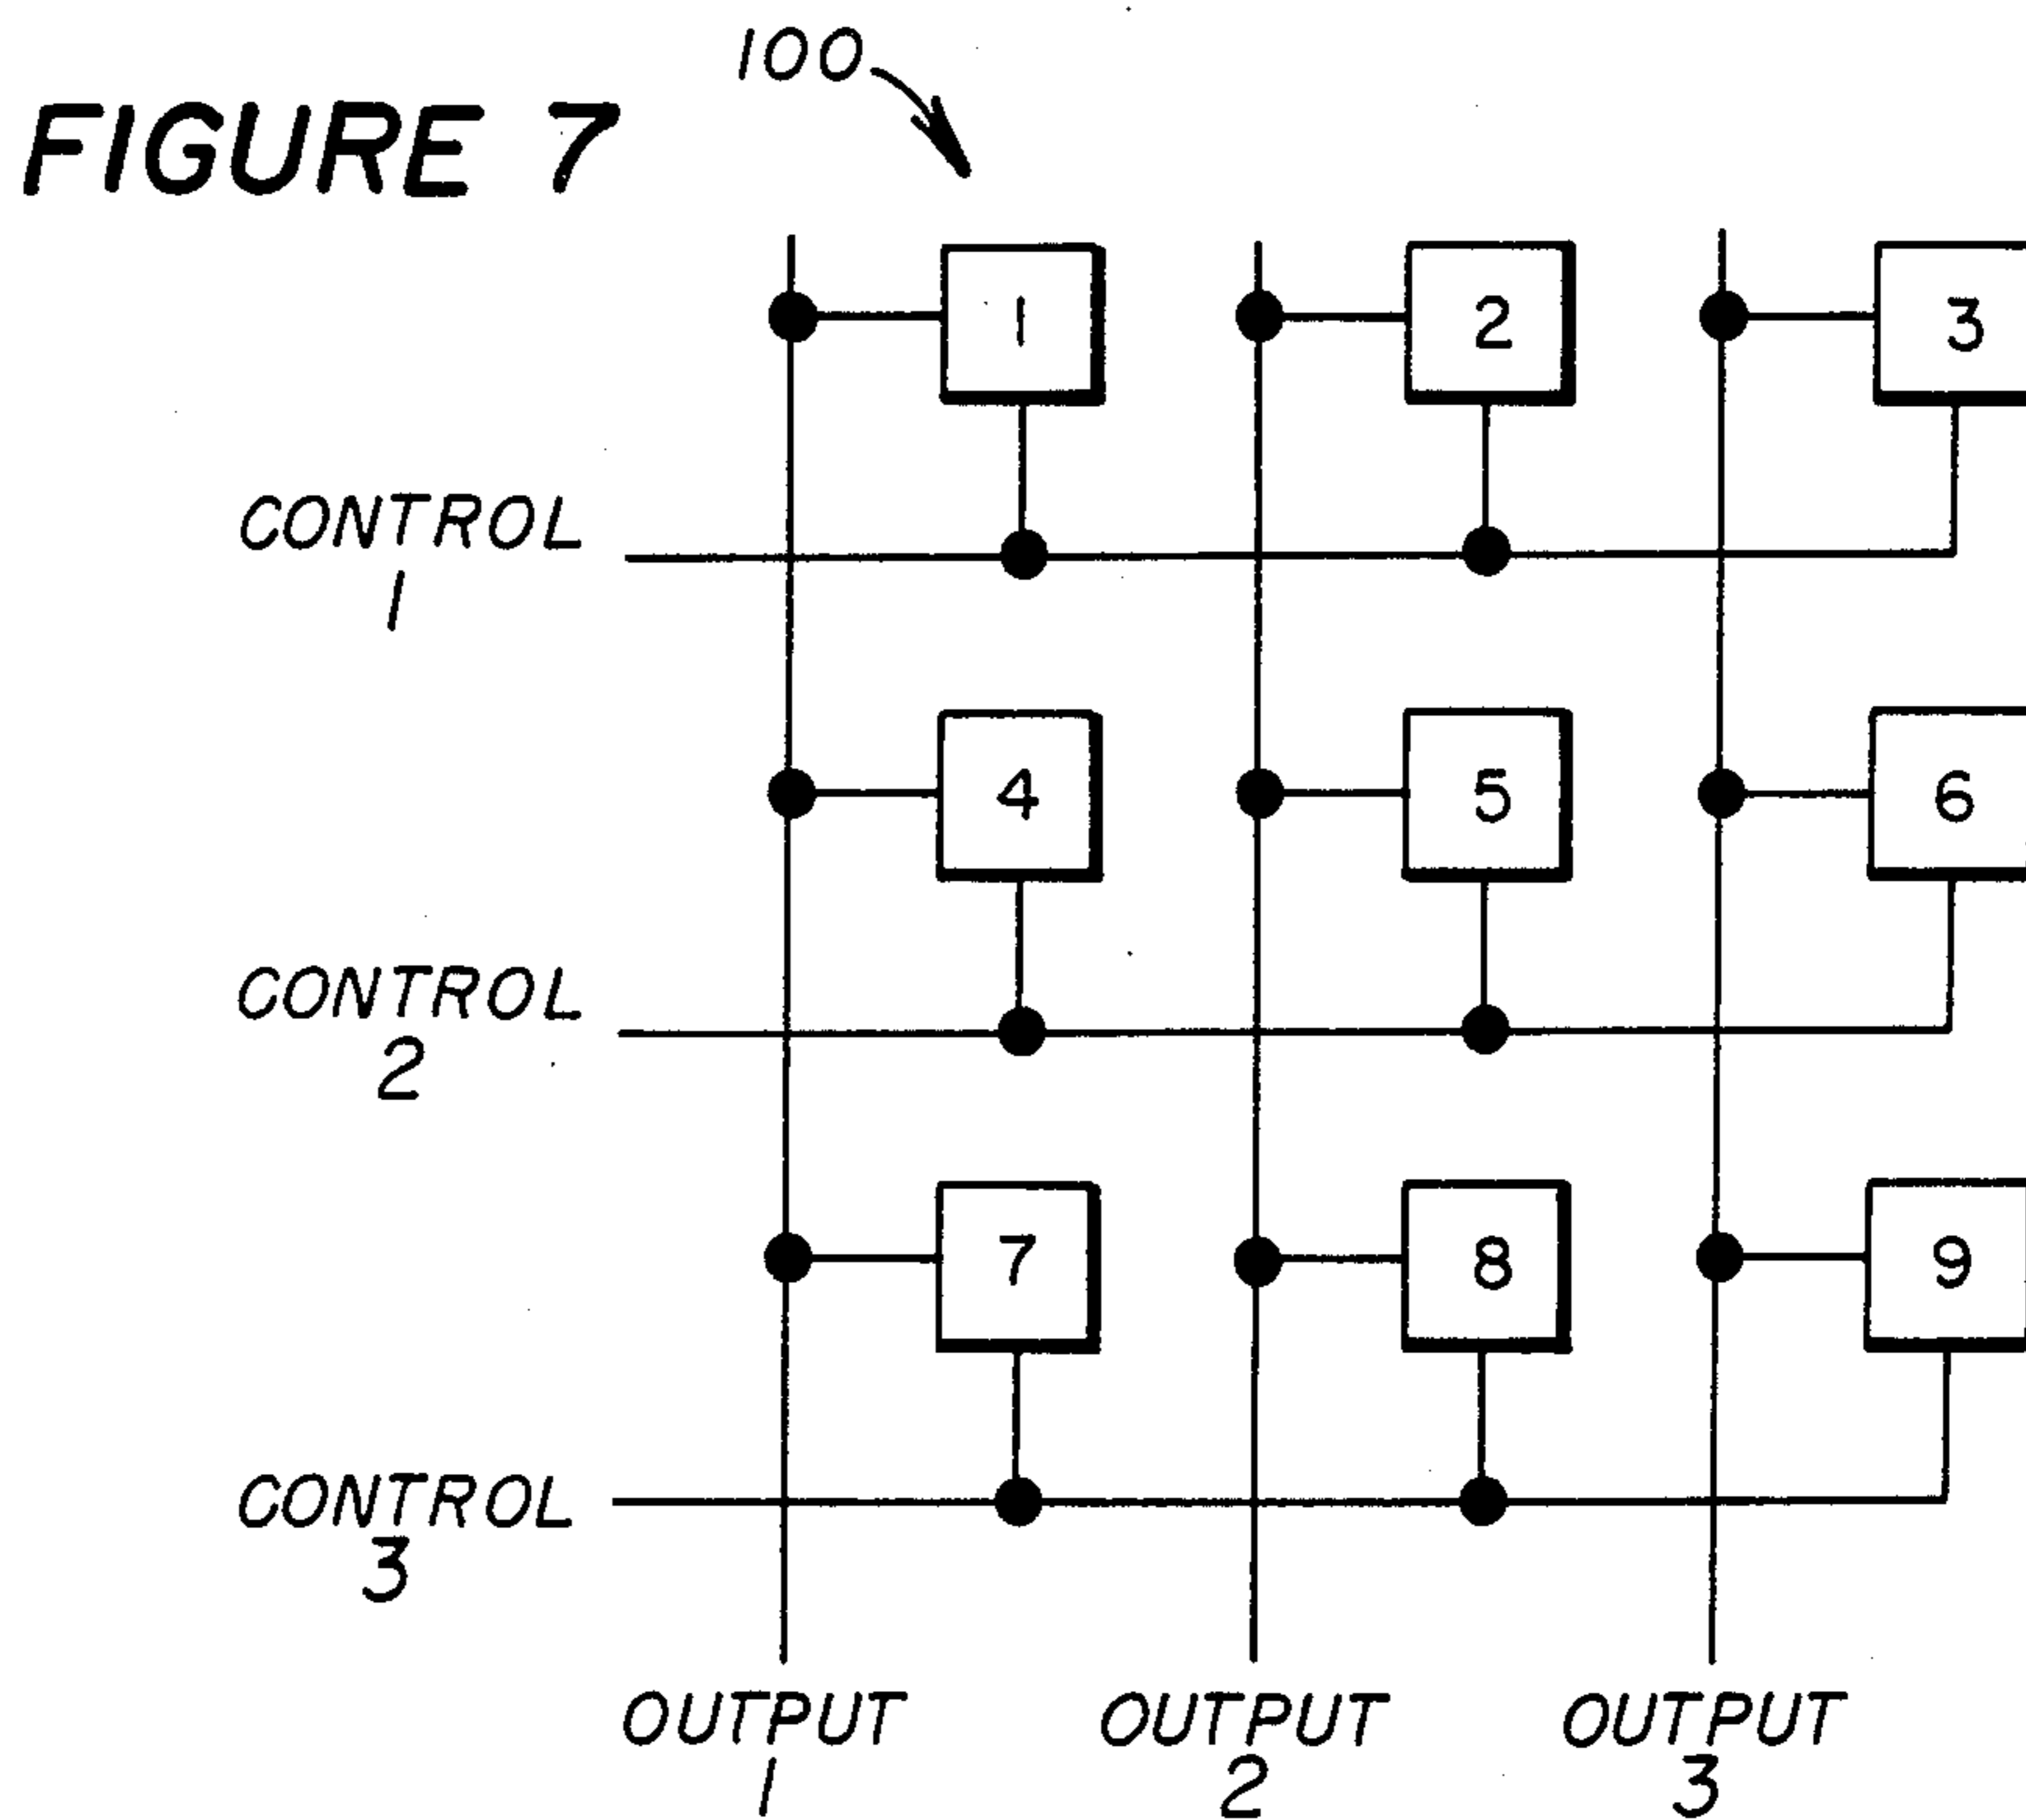 100
FIGURE 7
1 2 3
CONTROL
1
4 5 6
CONTROL
2
7 8 9
CONTROL
3
OUTPUT OUTPUT OUTPUT
1 2 3